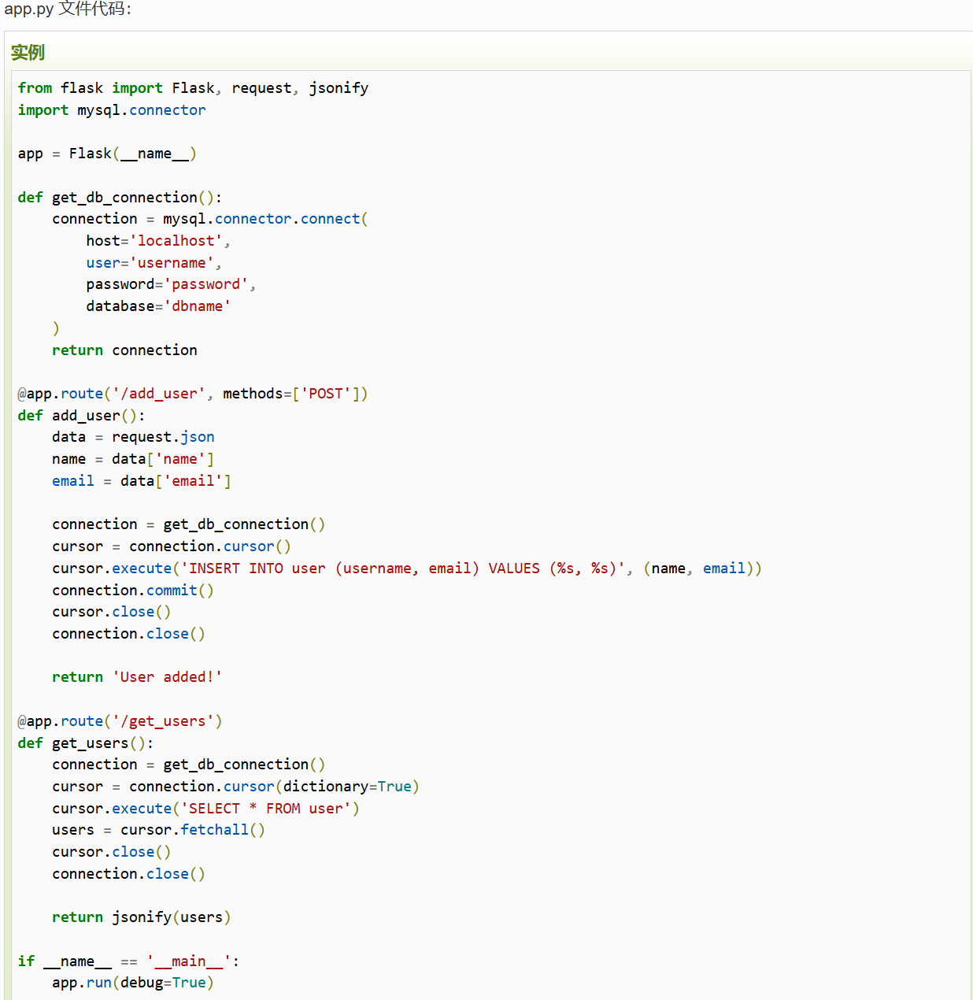 app.py 文件代码：
实例
from flask import Flask, request, jsonify
import mysql.connector

app = Flask(__name__)

def get_db_connection():
    connection = mysql.connector.connect(
        host='localhost',
        user='username',
        password='password',
        database='dbname'
    )
    return connection

@app.route('/add_user', methods=['POST'])
def add_user():
    data = request.json
    name = data['name']
    email = data['email']

    connection = get_db_connection()
    cursor = connection.cursor()
    cursor.execute('INSERT INTO user (username, email) VALUES (%s, %s)', (name, email))
    connection.commit()
    cursor.close()
    connection.close()

    return 'User added!'

@app.route('/get_users')
def get_users():
    connection = get_db_connection()
    cursor = connection.cursor(dictionary=True)
    cursor.execute('SELECT * FROM user')
    users = cursor.fetchall()
    cursor.close()
    connection.close()

    return jsonify(users)

if __name__ == '__main__':
    app.run(debug=True)